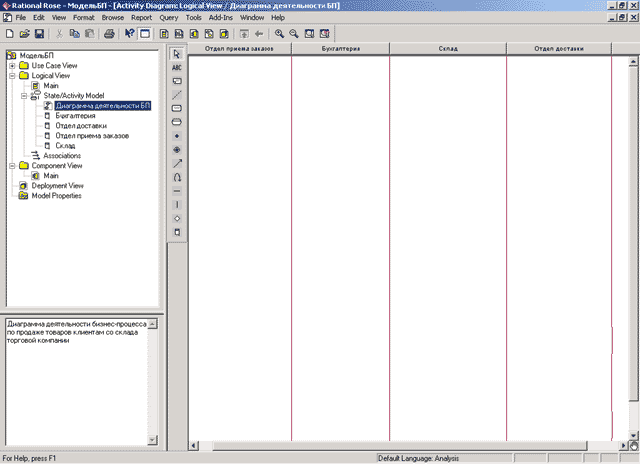 Rational Rose - МодельБП - [Activity Diagram: Logical View / Диаграмма деятельности БП]
File Edit View Format Browse Report Query Tools Add-Ins Window Help
Отдел приема заказов Бухгалтерия Склад Отдел доставки
МодельБП
Use Case View
Logical View
Main
State/Activity Model
Диаграмма деятельности БП
Бухгалтерия
Отдел доставки
Отдел приема заказов
Склад
Associations
Component View
Main
Deployment View
Model Properties
ABC
Диаграмма деятельности бизнес-процесса
по продаже товаров клиентам со склада
торговой компании
For Help, press F1
Default Language: Analysis